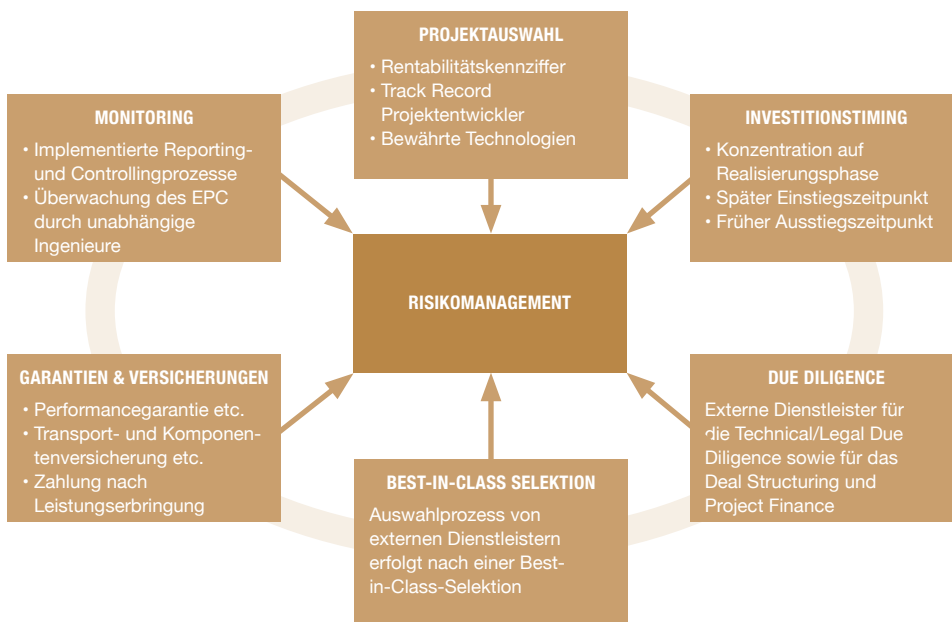 PROJEKTAUSWAHL
• Rentabilitätskennziffer
• Track Record
Projektentwickler
• Bewährte Technologien
MONITORING
• Implementierte Reporting-
und Controllingprozesse
• Überwachung des EPC
durch unabhängige
Ingenieure
INVESTITIONSTIMING
• Konzentration auf
Realisierungsphase
• Später Einstiegszeitpunkt
• Früher Ausstiegszeitpunkt
RISIKOMANAGEMENT
GARANTIEN & VERSICHERUNGEN
• Performancegarantie etc.
• Transport- und Komponen-
tenversicherung etc.
• Zahlung nach
Leistungserbringung
BEST-IN-CLASS SELEKTION
Auswahlprozess von
externen Dienstleistern
erfolgt nach einer Best-
in-Class-Selektion
DUE DILIGENCE
Externe Dienstleister für
die Technical/Legal Due
Diligence sowie für das
Deal Structuring und
Project Finance